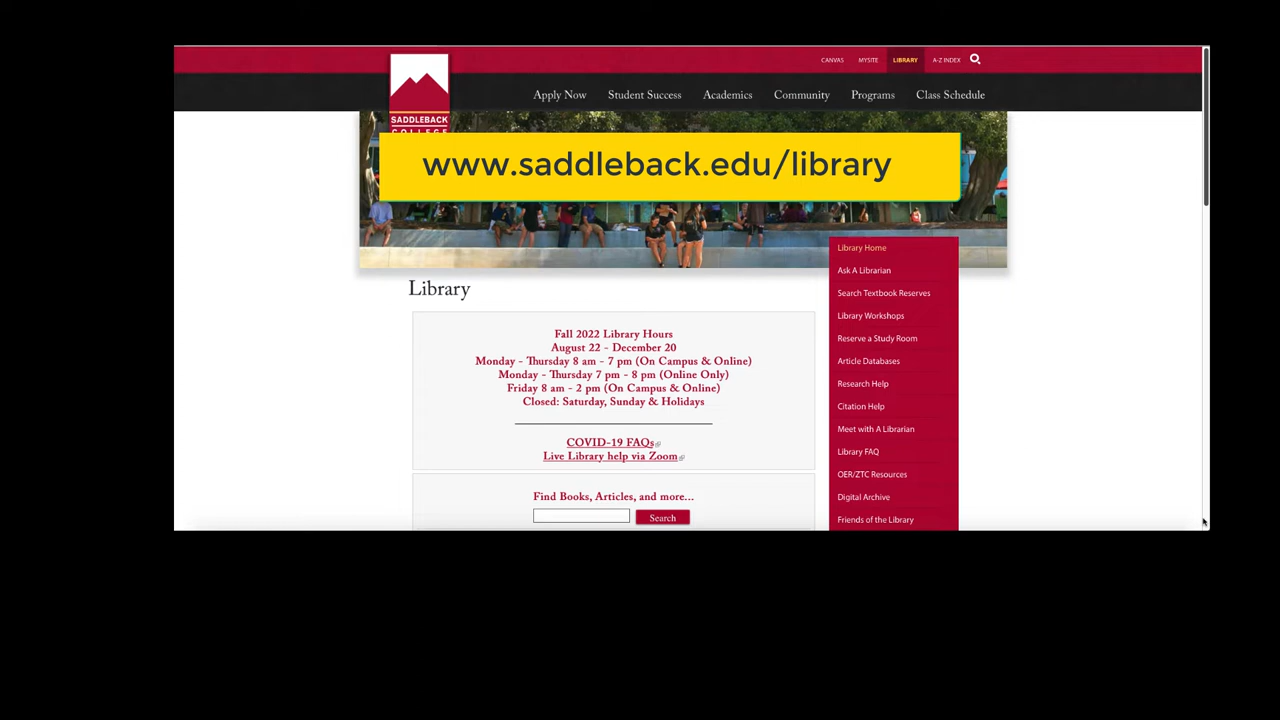 CANVAS MYSITE LIBRARY A-Z INDEX
Apply Now Student Success Academics Community Programs Class Schedule
SADDLEBACK
COLLEGE
www.saddleback.edu/library
Library
Fall 2022 Library Hours
August 22 - December 20
Monday - Thursday 8 am - 7 pm (On Campus & Online)
Monday - Thursday 7 pm - 8 pm (Online Only)
Friday 8 am - 2 pm (On Campus & Online)
Closed: Saturday, Sunday & Holidays
COVID-19 FAQs
Live Library help via Zoom
Find Books, Articles, and more...
Search
Library Home
Ask A Librarian
Search Textbook Reserves
Library Workshops
Reserve a Study Room
Article Databases
Research Help
Citation Help
Meet with A Librarian
Library FAQ
OER/ZTC Resources
Digital Archive
Friends of the Library